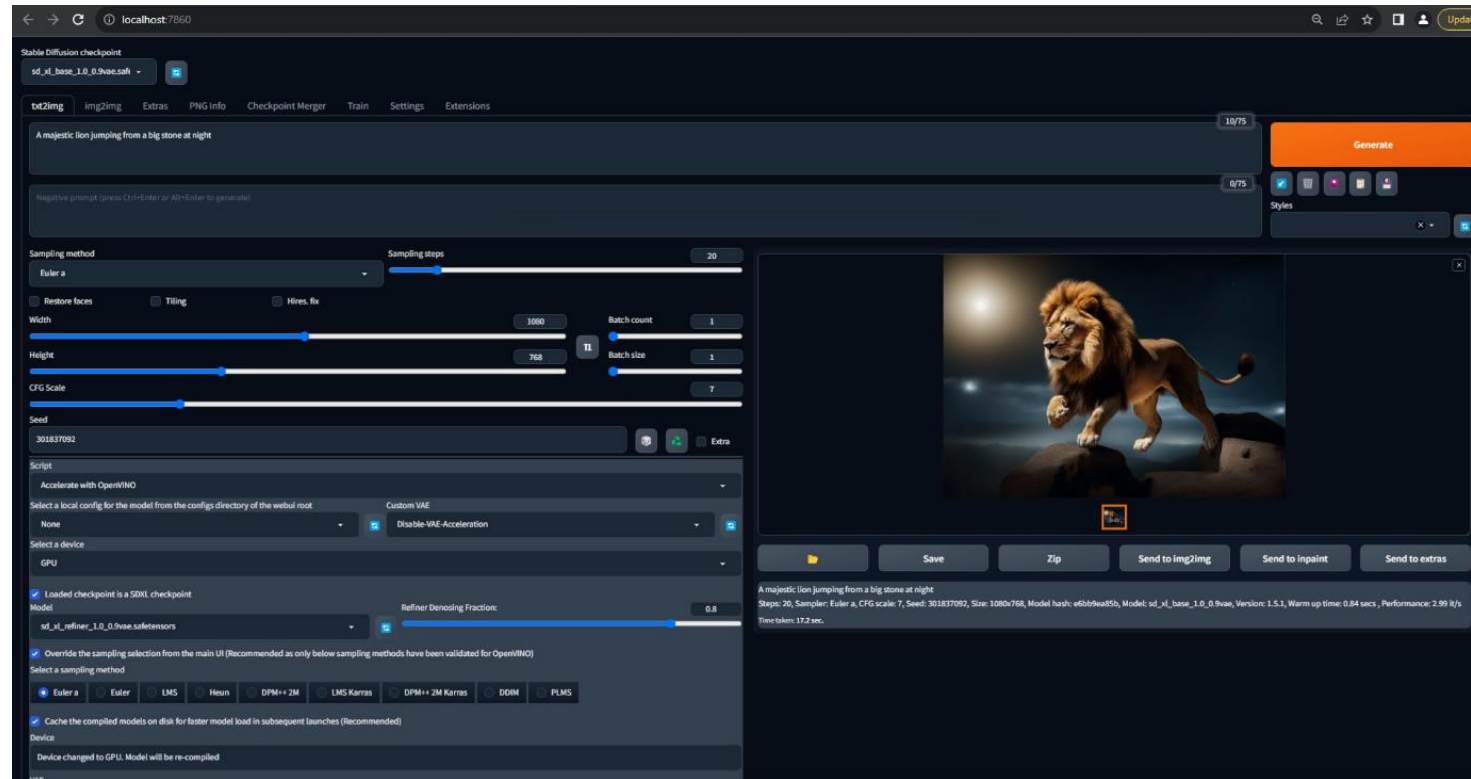 localhost:7860
Updat
Stable Diffusion checkpoint
sd_xl_base_1.0_0.9vae.safe
txt2img img2img Extras PNG Info Checkpoint Merger Train Settings Extensions
10/75
A majestic lion jumping from a big stone at night
Generate
0/75
Negative prompt (press Ctrl+Enter or Alt+Enter to generate)
Styles
Sampling method
Sampling steps
20
Euler a
Restore faces Tiling Hires. fix
Width
1080
Batch count
1
Height
768
Batch size
1
CFG Scale
7
Seed
301837092
Extra
Script
Accelerate with OpenVINO
Select a local config for the model from the configs directory of the webui root
Custom VAE
None
Disable-VAE-Acceleration
Select a device
GPU
Loaded checkpoint is a SDXL checkpoint
Model
Refiner Denosing Fraction:
0.8
sd_xl_refiner_1.0_0.9vae.safetensors
Override the sampling selection from the main UI (Recommended as only below sampling methods have been validated for OpenVINO)
Select a sampling method
Euler a Euler LMS Heun DPM++ 2M LMS Karras DPM++ 2M Karras DDIM PLMS
Cache the compiled models on disk for faster model load in subsequent launches (Recommended)
Device
Device changed to GPU. Model will be re-compiled
VAE
Save Zip Send to img2img Send to inpaint Send to extras
A majestic lion jumping from a big stone at night
Steps: 20, Sampler: Euler a, CFG scale: 7, Seed: 301837092, Size: 1080x768, Model hash: e6bb9ea85b, Model: sd_xl_base_1.0_0.9vae, Version: 1.5.1, Warm up time: 0.84 secs , Performance: 2.99 it/s
Time taken: 17.2 sec.